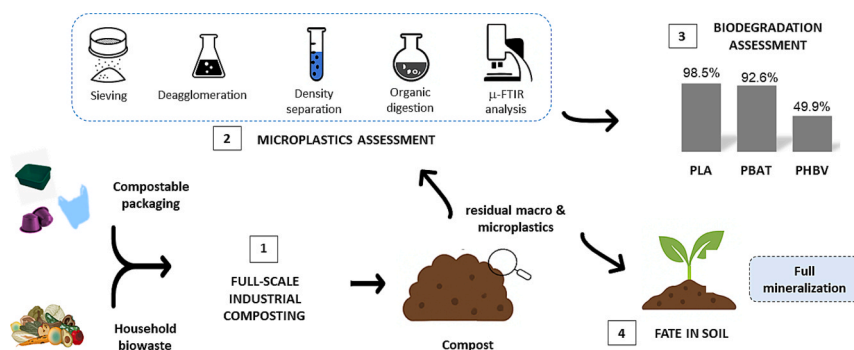 Sieving
Deagglomeration
Density
separation
Organic
digestion
μ-FTIR
analysis
2
MICROPLASTICS ASSESSMENT
3
BIODEGRADATION
ASSESSMENT
98.5%
92.6%
49.9%
PLA
PBAT
PHBV
Compostable
packaging
Household
biowaste
1
FULL-SCALE
INDUSTRIAL
COMPOSTING
residual macro &
microplastics
Compost
4
FATE IN SOIL
Full
mineralization